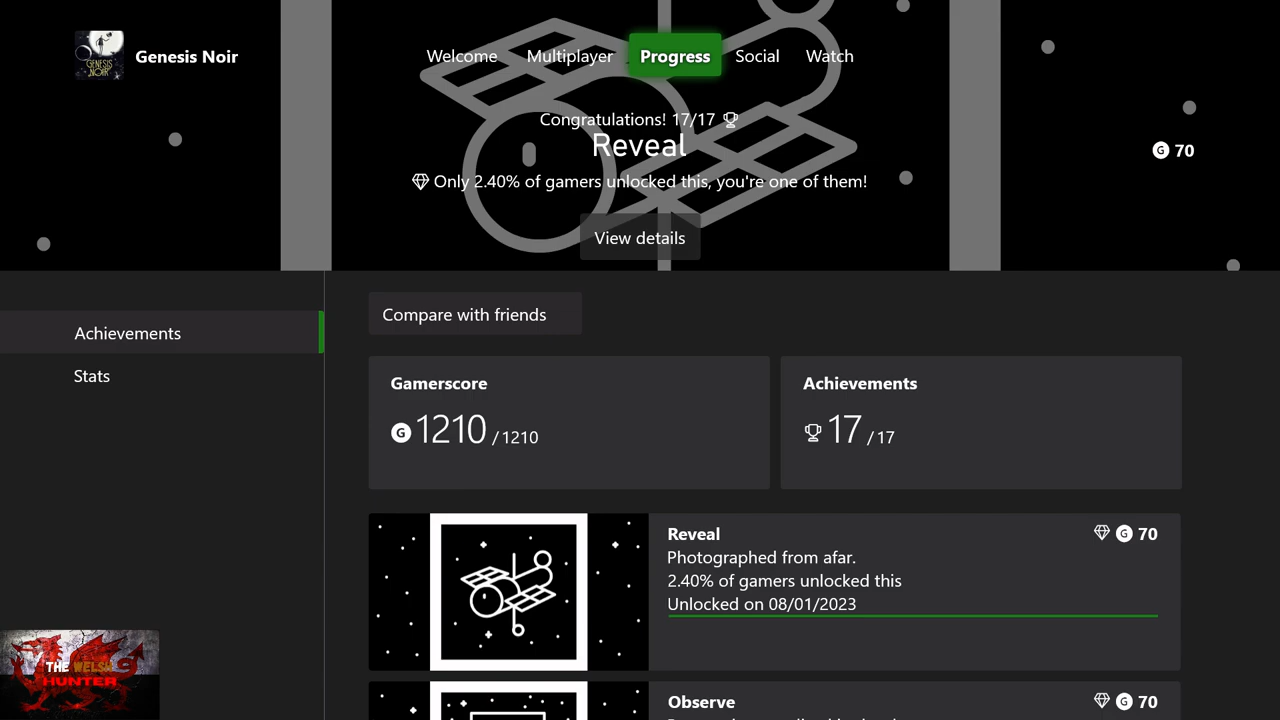 GENESIS
NOIR
Genesis Noir
Welcome
Multiplayer
Progress
Social
Watch
Congratulations! 17/17
Reveal
Only 2.40% of gamers unlocked this, you're one of them!
G 70
View details
Achievements
Stats
Compare with friends
Gamerscore
G 1210 / 1210
Achievements
17 / 17
Reveal
G 70
Photographed from afar.
2.40% of gamers unlocked this
Unlocked on 08/01/2023
Observe
G 70
THE WELSH
HUNTER